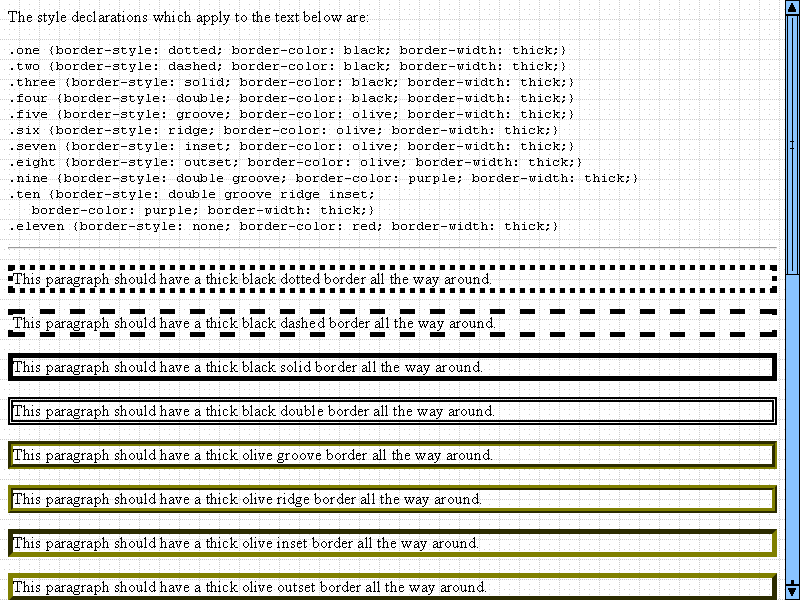 The style declarations which apply to the text below are:
.one {border-style: dotted; border-color: black; border-width: thick;}
.two {border-style: dashed; border-color: black; border-width: thick;}
.three {border-style: solid; border-color: black; border-width: thick;}
.four {border-style: double; border-color: black; border-width: thick;}
.five {border-style: groove; border-color: olive; border-width: thick;}
.six {border-style: ridge; border-color: olive; border-width: thick;}
.seven {border-style: inset; border-color: olive; border-width: thick;}
.eight {border-style: outset; border-color: olive; border-width: thick;}
.nine {border-style: double groove; border-color: purple; border-width: thick;}
.ten {border-style: double groove ridge inset;
   border-color: purple; border-width: thick;}
.eleven {border-style: none; border-color: red; border-width: thick;}
This paragraph should have a thick black dotted border all the way around.
This paragraph should have a thick black dashed border all the way around.
This paragraph should have a thick black solid border all the way around.
This paragraph should have a thick black double border all the way around.
This paragraph should have a thick olive groove border all the way around.
This paragraph should have a thick olive ridge border all the way around.
This paragraph should have a thick olive inset border all the way around.
This paragraph should have a thick olive outset border all the way around.